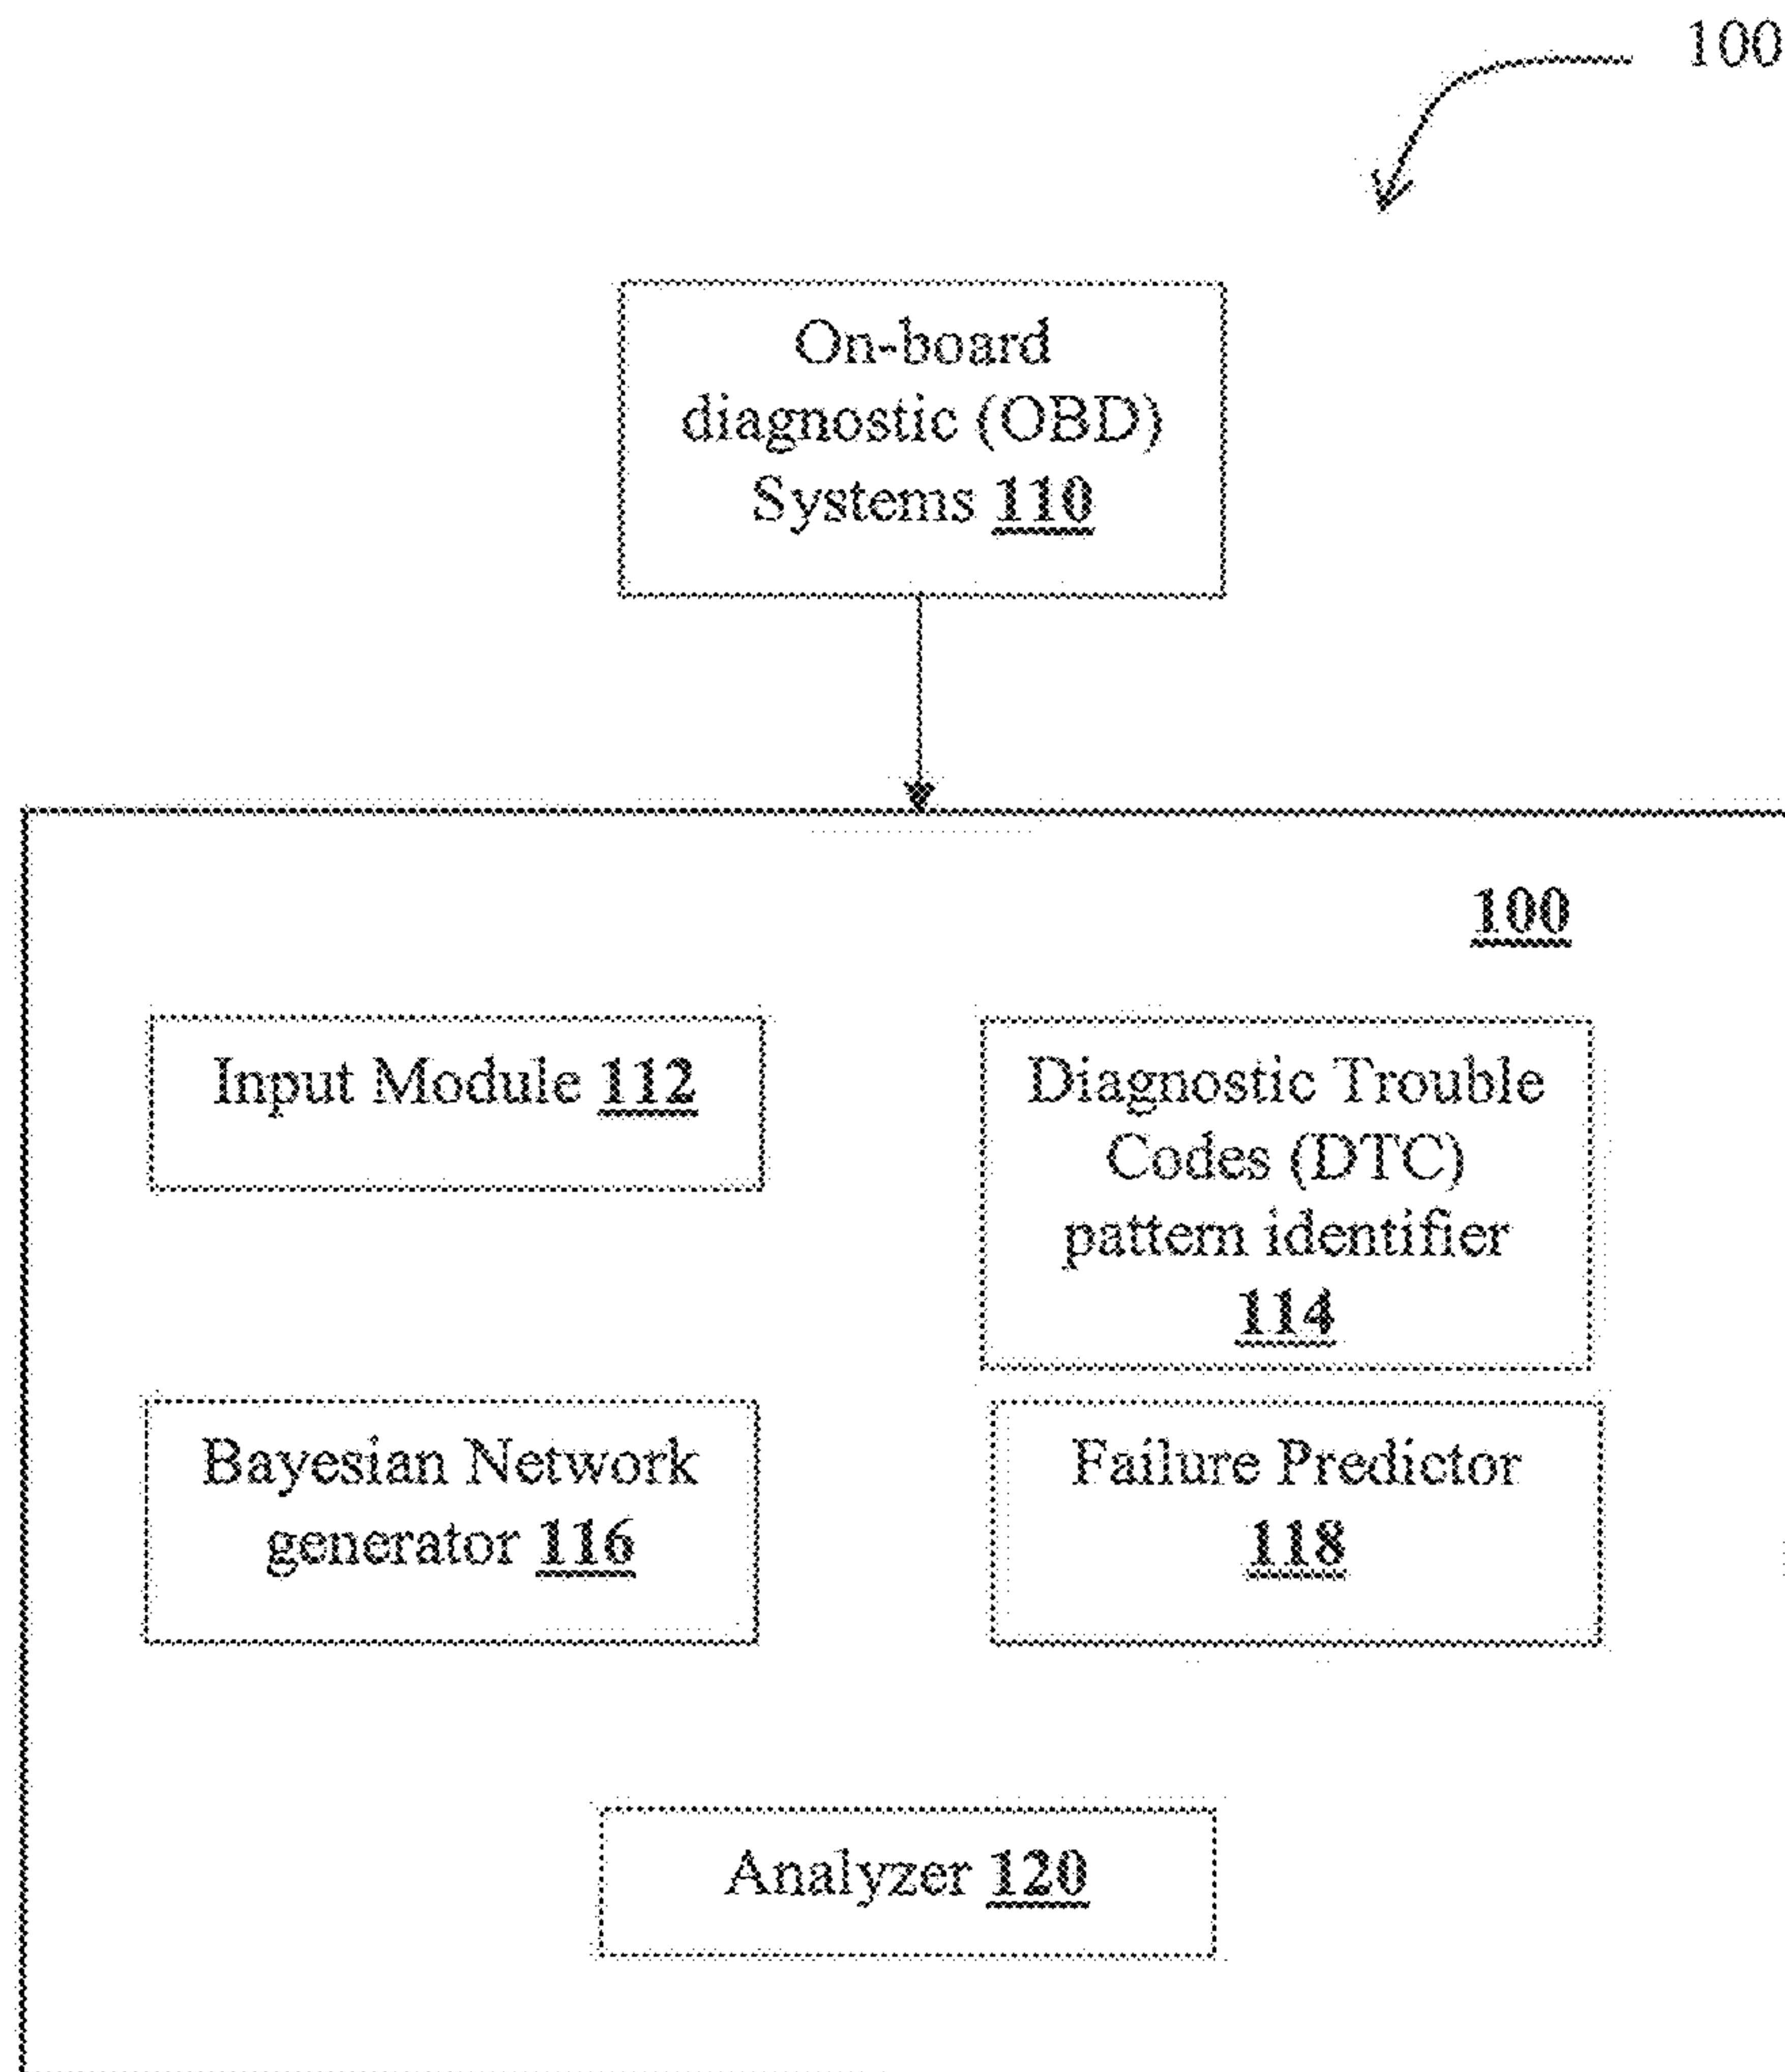 100
On-board
diagnostic (OBD)
Systems 110
100
Input Module 112
Diagnostic Trouble
Codes (DTC)
pattern identifier
114
Bayesian Network
generator 116
Failure Predictor
118
Analyzer 120